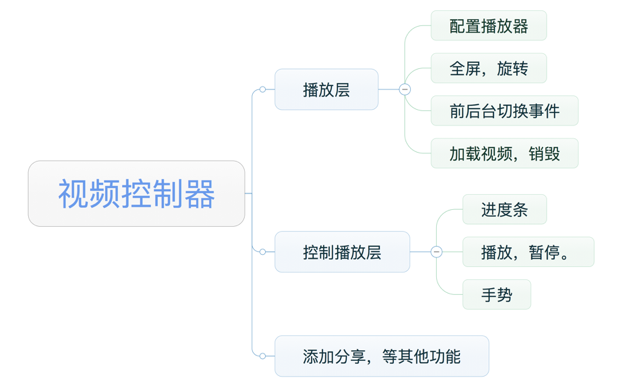 视频控制器
播放层
配置播放器
全屏，旋转
前后台切换事件
加载视频，销毁
控制播放层
进度条
播放，暂停。
手势
添加分享，等其他功能